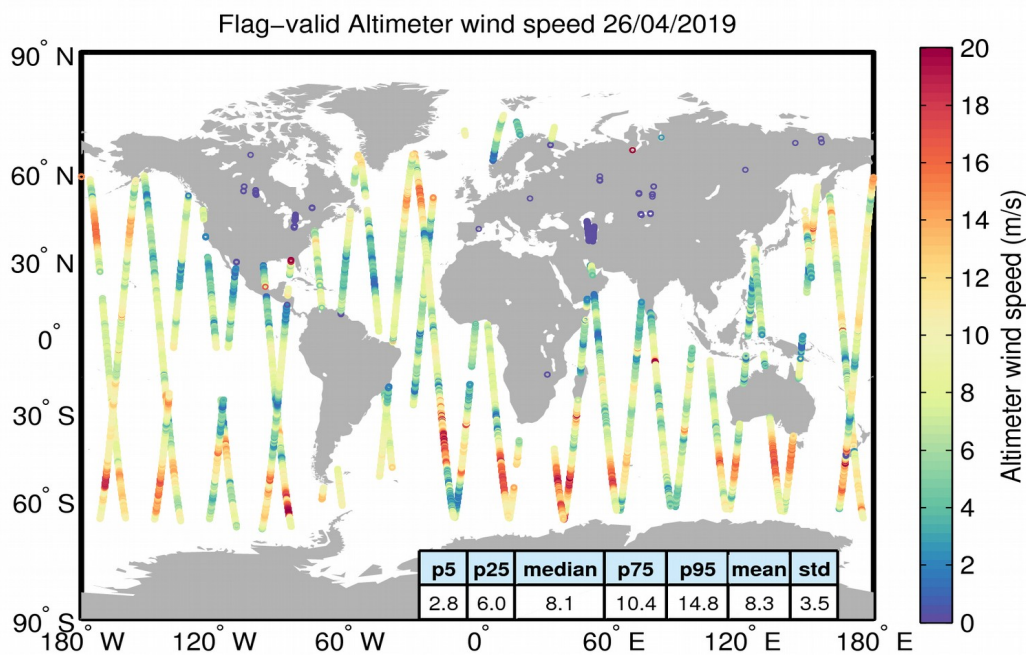 Flag−valid Altimeter wind speed 26/04/2019
90° N
60° N
30° N
0°
30° S
60° S
90° S
180° W
120° W
60° W
0°
60° E
120° E
180° E
p5 p25 median p75 p95 mean std
2.8 6.0 8.1 10.4 14.8 8.3 3.5
20
18
16
14
12
10
8
6
4
2
0
Altimeter wind speed (m/s)